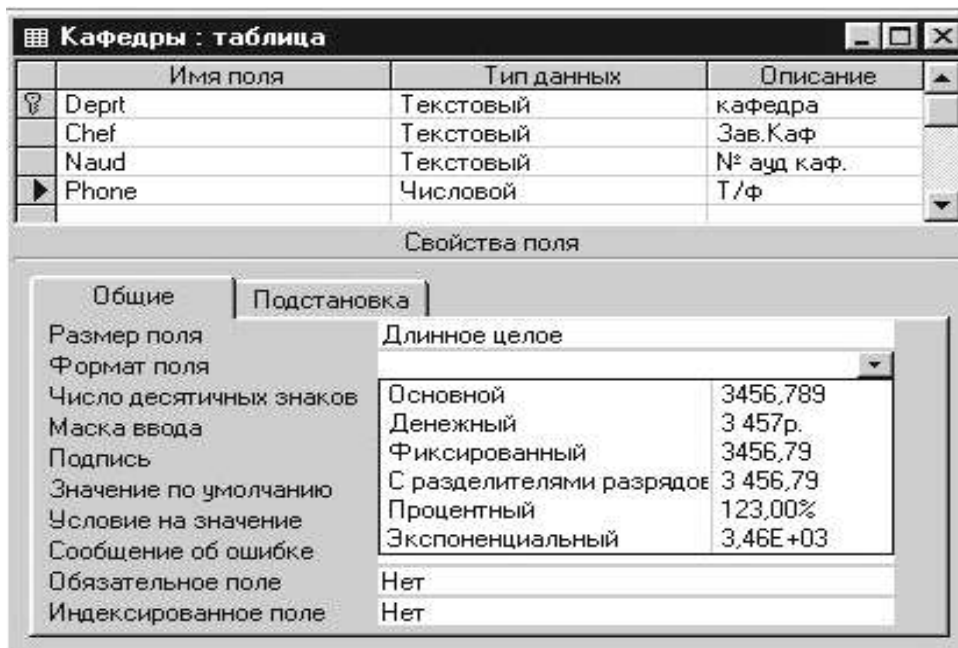 Кафедры : таблица
Имя поля Тип данных Описание
Deprt Текстовый кафедра
Chef Текстовый Зав.Каф
Naud Текстовый № ауд каф.
Phone Числовой Т/ф
Свойства поля
Общие Подстановка
Размер поля Длинное целое
Формат поля
Число десятичных знаков Основной 3456,789
Маска ввода Денежный 3 457р.
Подпись Фиксированный 3456,79
Значение по умолчанию С разделителями разрядов 3 456,79
Условие на значение Процентный 123,00%
Сообщение об ошибке Экспоненциальный 3,46E+03
Обязательное поле Нет
Индексированное поле Нет